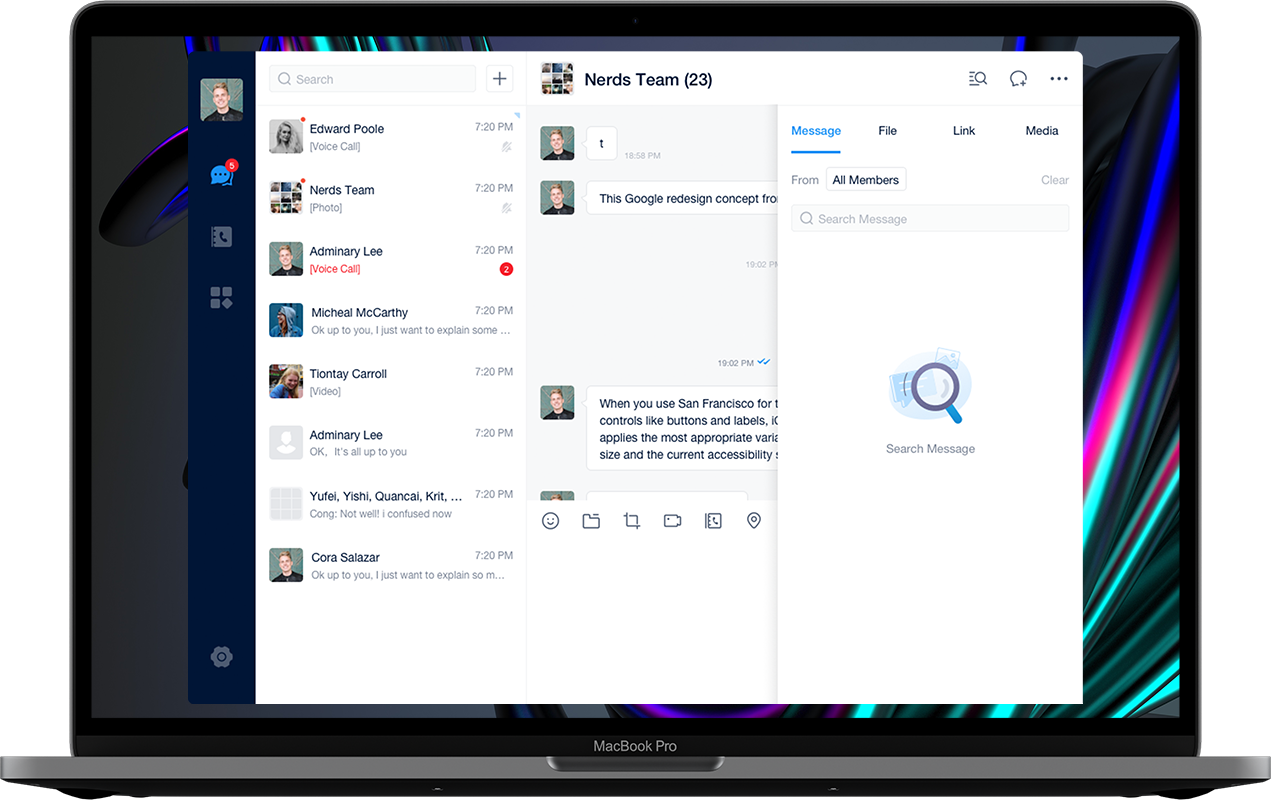 Search
Nerds Team (23)
5
Edward Poole
7:20 PM
[Voice Call]
Nerds Team
7:20 PM
[Photo]
Adminary Lee
7:20 PM
[Voice Call]
2
Micheal McCarthy
7:20 PM
Ok up to you, I just want to explain some ...
Tiontay Carroll
7:20 PM
[Video]
Adminary Lee
7:20 PM
OK, It's all up to you
Yufei, Yishi, Quancai, Krit, ...
7:20 PM
Cong: Not well! i confused now
Cora Salazar
7:20 PM
Ok up to you, I just want to explain so m...
t
18:58 PM
This Google redesign concept
19:02 PM
19:02 PM
When you use San Francisco for
controls like buttons and labels,
applies the most appropriate
size and the current accessibility
Message
File
Link
Media
From
All Members
Clear
Search Message
Search Message
MacBook Pro